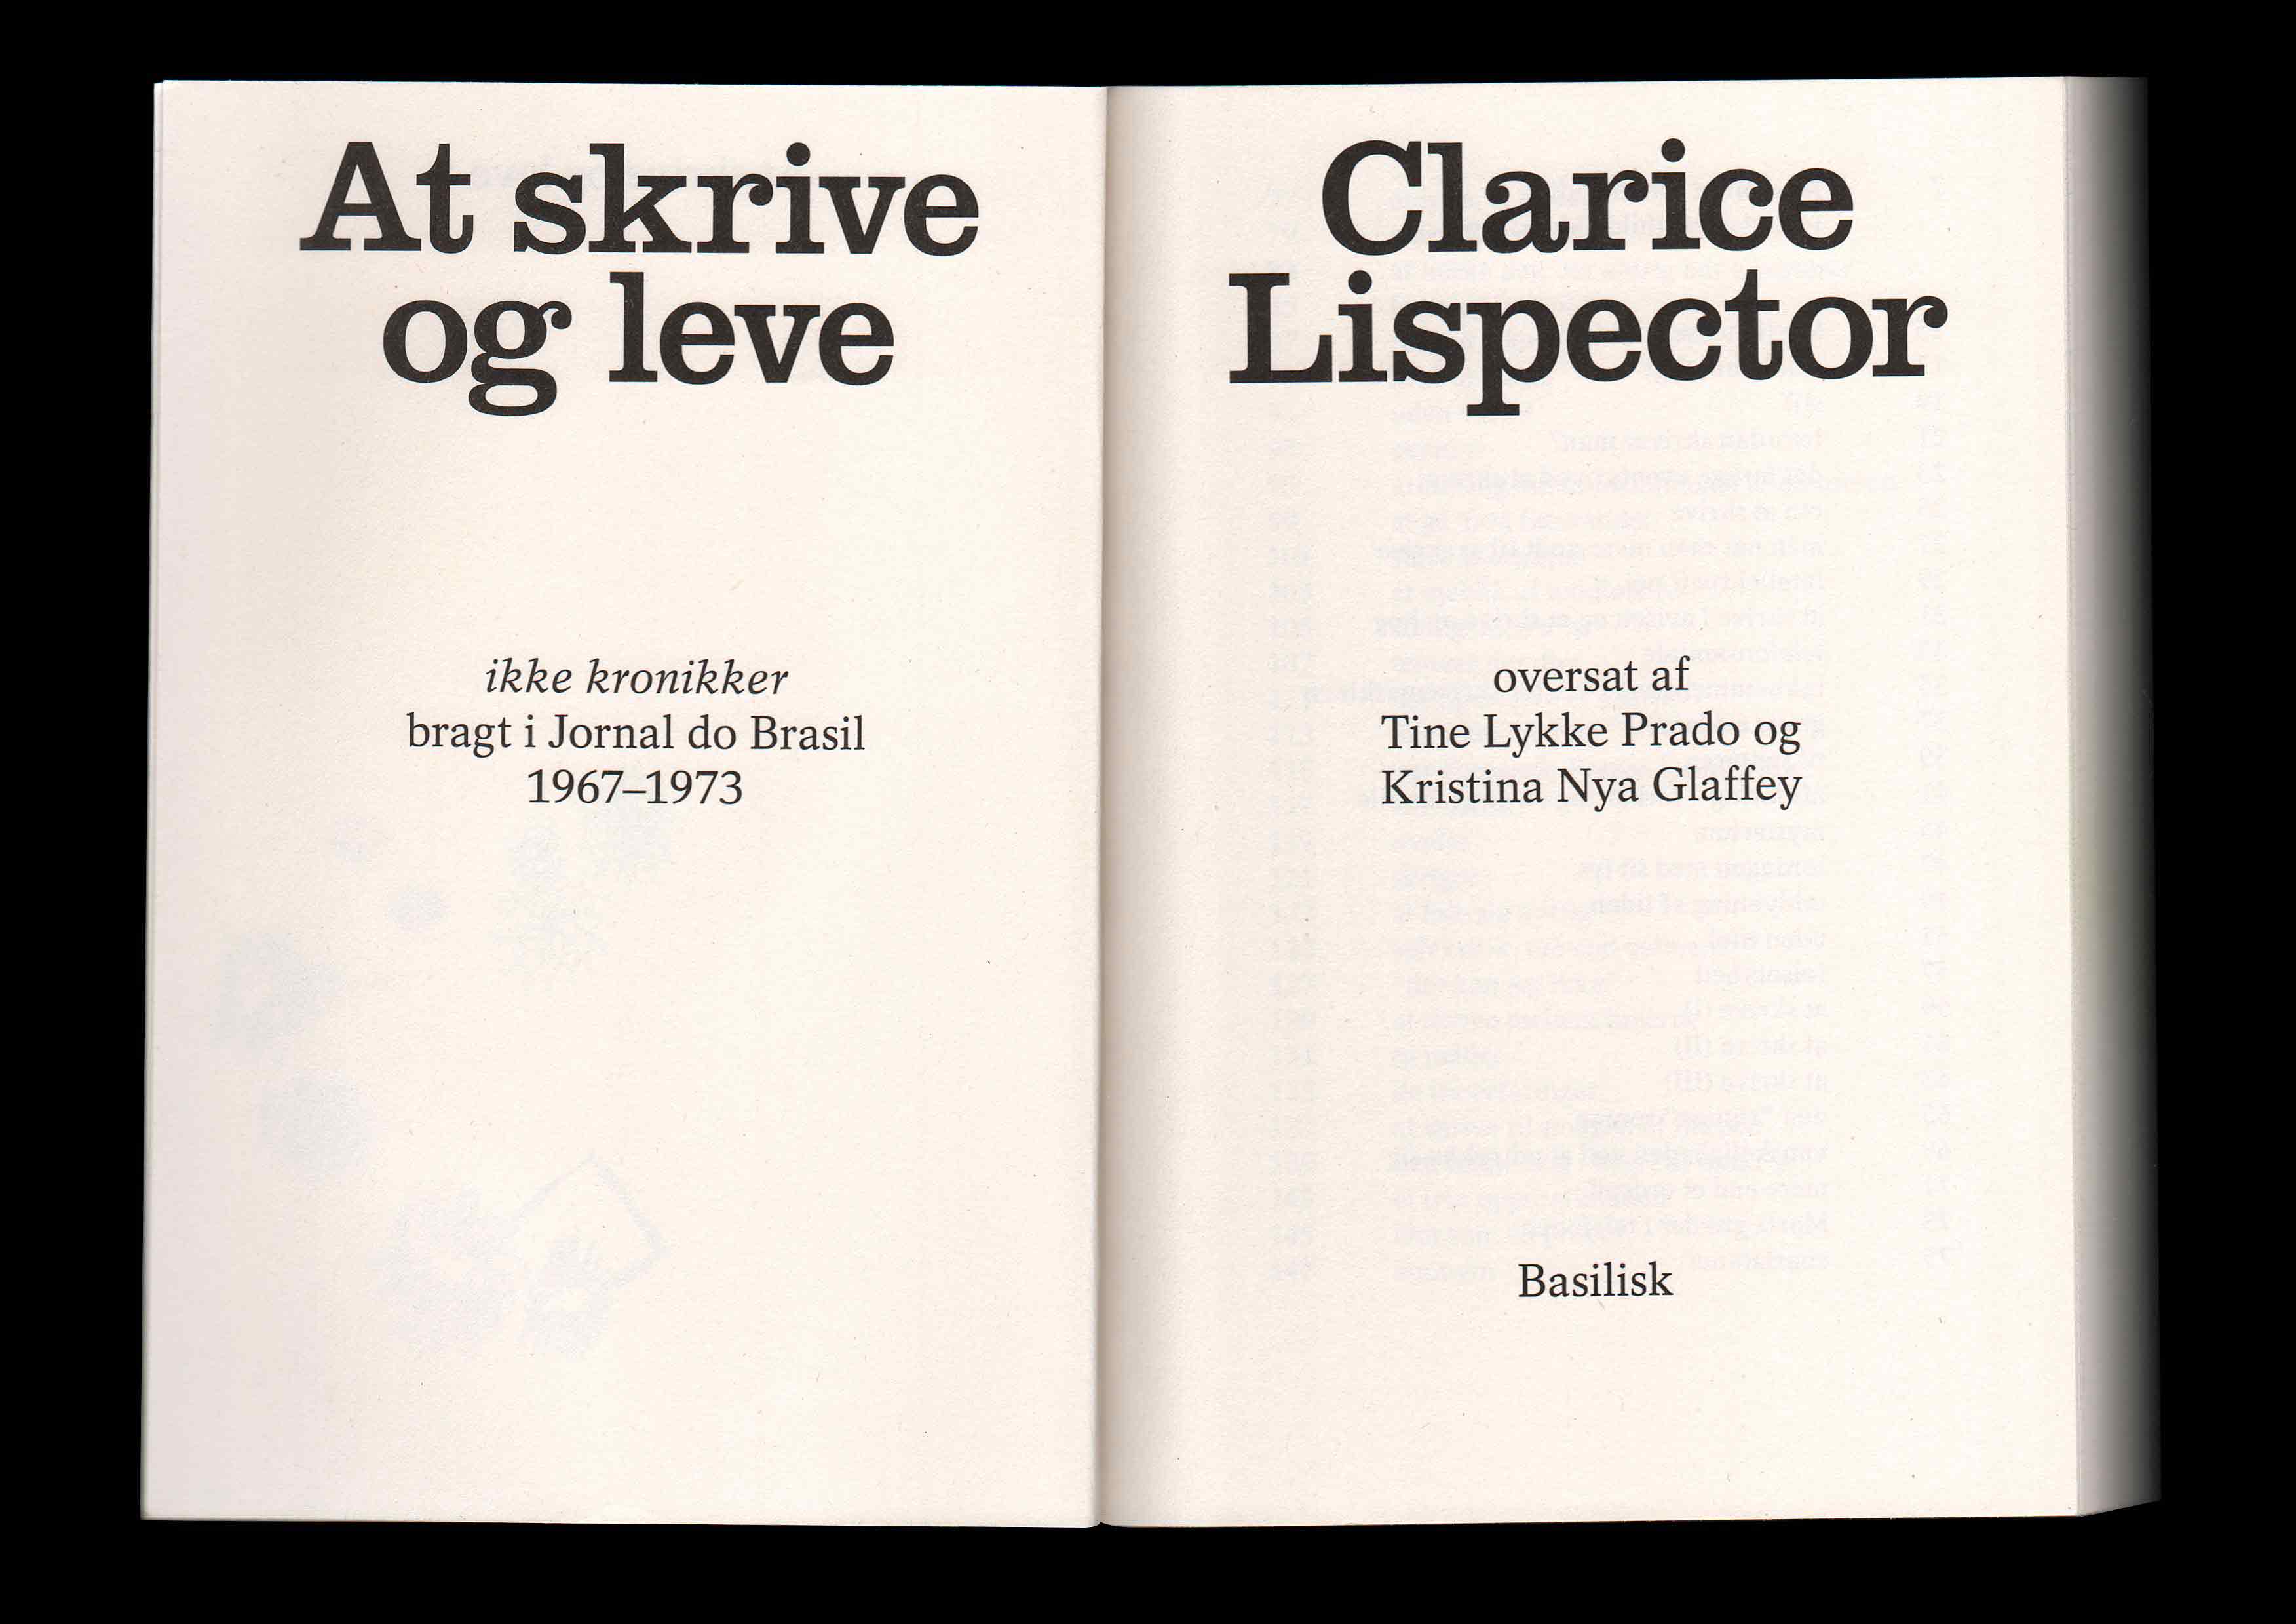 At skrive
og leve
ikke kronikker
bragt i Jornal do Brasil
1967–1973
Clarice
Lispector
oversat af
Tine Lykke Prado og
Kristina Nya Glaffey
Basilisk